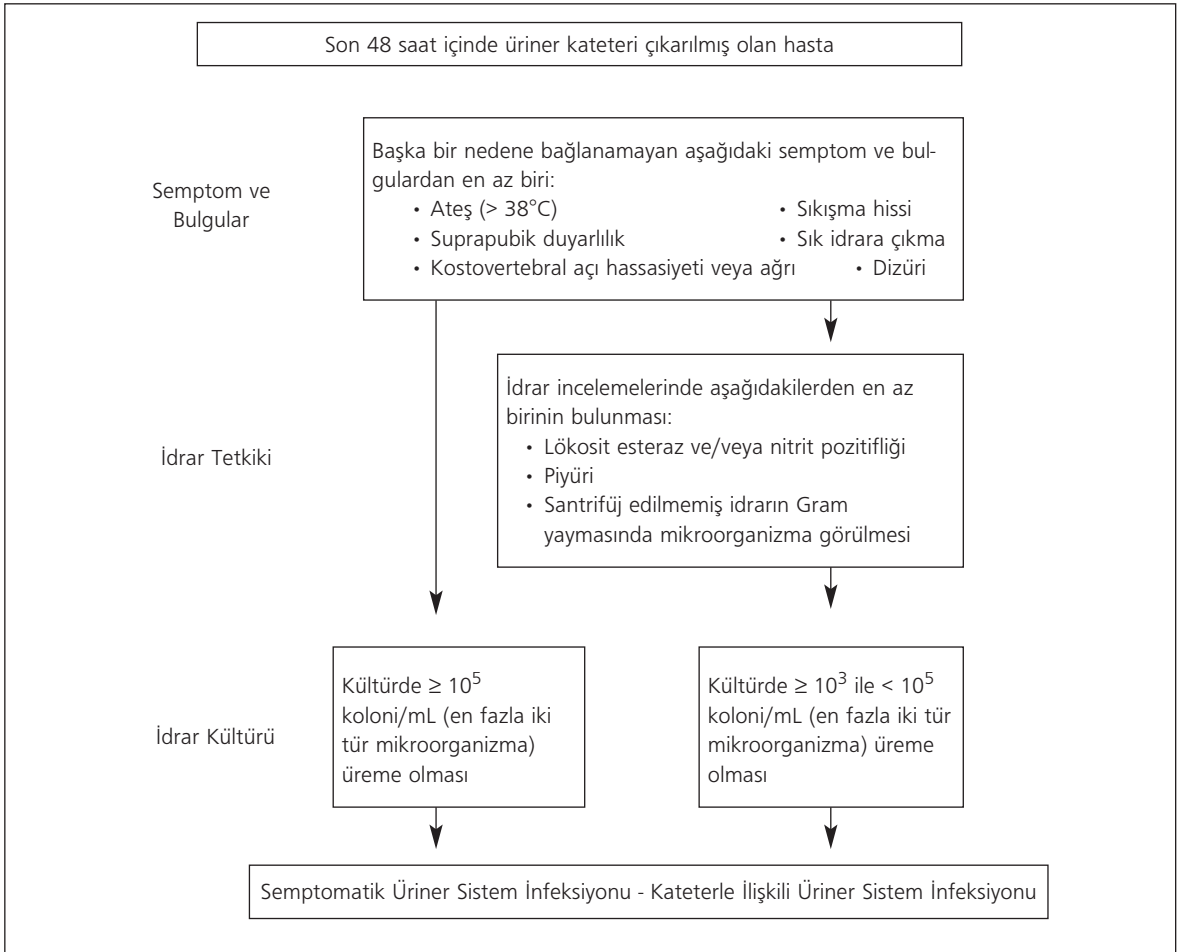 Son 48 saat içinde üriner kateteri çıkarılmış olan hasta
Semptom ve
Bulgular
Başka bir nedene bağlanamayan aşağıdaki semptom ve bul-
gulardan en az biri:
• Ateş (> 38°C) • Sıkışma hissi
• Suprapubik duyarlılık • Sık idrara çıkma
• Kostovertebral açı hassasiyeti veya ağrı • Dizüri
İdrar Tetkiki
İdrar incelemelerinde aşağıdakilerden en az
birinin bulunması:
• Lökosit esteraz ve/veya nitrit pozitifliği
• Piyüri
• Santrifüj edilmemiş idrarın Gram
yaymasında mikroorganizma görülmesi
İdrar Kültürü
Kültürde ≥ 10⁵
koloni/mL (en fazla iki
tür mikroorganizma)
üreme olması
Kültürde ≥ 10³ ile < 10⁵
koloni/mL (en fazla iki tür
mikroorganizma) üreme
olması
Semptomatik Üriner Sistem İnfeksiyonu - Kateterle İlişkili Üriner Sistem İnfeksiyonu